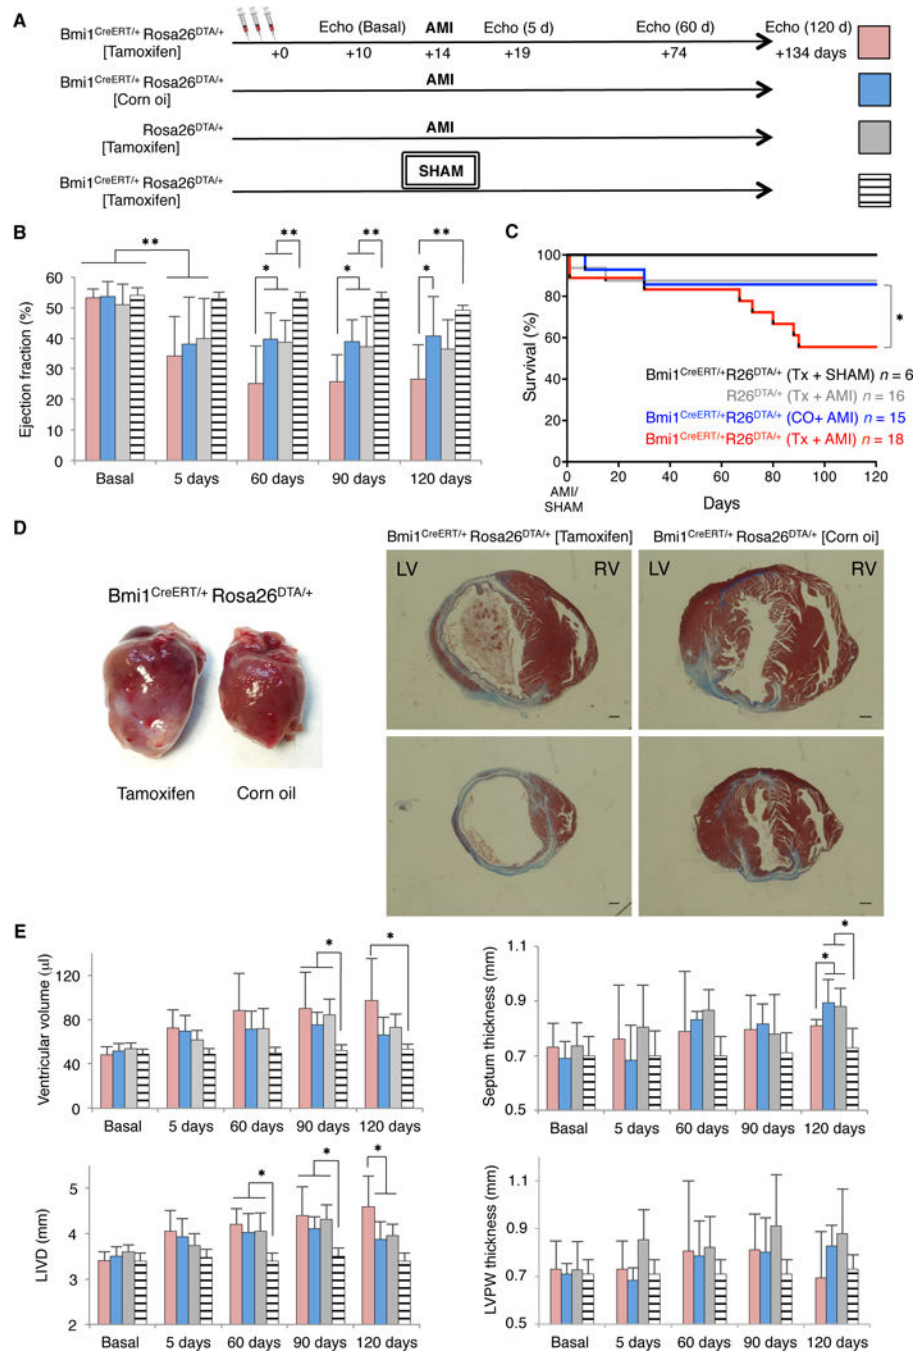 A
Bmi1CreERT/+ Rosa26DTA/+
[Tamoxifen]
Echo (Basal) AMI Echo (5 d) Echo (60 d) Echo (120 d)
+0 +10 +14 +19 +74 +134 days
Bmi1CreERT/+ Rosa26DTA/+
[Corn oi]
AMI
Rosa26DTA/+
[Tamoxifen]
AMI
Bmi1CreERT/+ Rosa26DTA/+
[Tamoxifen]
SHAM
B
Ejection fraction (%)
70
60
50
40
30
20
10
0
** * ** * ** * **
Basal 5 days 60 days 90 days 120 days
C
Survival (%)
100
80
60
40
20
0
*
Bmi1CreERT/+R26DTA/+ (Tx + SHAM) n = 6
R26DTA/+ (Tx + AMI) n = 16
Bmi1CreERT/+R26DTA/+ (CO+ AMI) n = 15
Bmi1CreERT/+R26DTA/+ (Tx + AMI) n = 18
0 20 40 60 80 100 120
AMI/
SHAM
Days
D
Bmi1CreERT/+ Rosa26DTA/+
Tamoxifen Corn oil
Bmi1CreERT/+ Rosa26DTA/+ [Tamoxifen]
LV RV
Bmi1CreERT/+ Rosa26DTA/+ [Corn oi]
LV RV
E
Ventricular volume (µl)
160
120
80
40
0
* *
Basal 5 days 60 days 90 days 120 days
Septum thickness (mm)
1.1
0.9
0.7
0.5
* *
Basal 5 days 60 days 90 days 120 days
LIVD (mm)
5
4
3
2
* * *
Basal 5 days 60 days 90 days 120 days
LVPW thickness (mm)
1.1
0.9
0.7
0.5
Basal 5 days 60 days 90 days 120 days